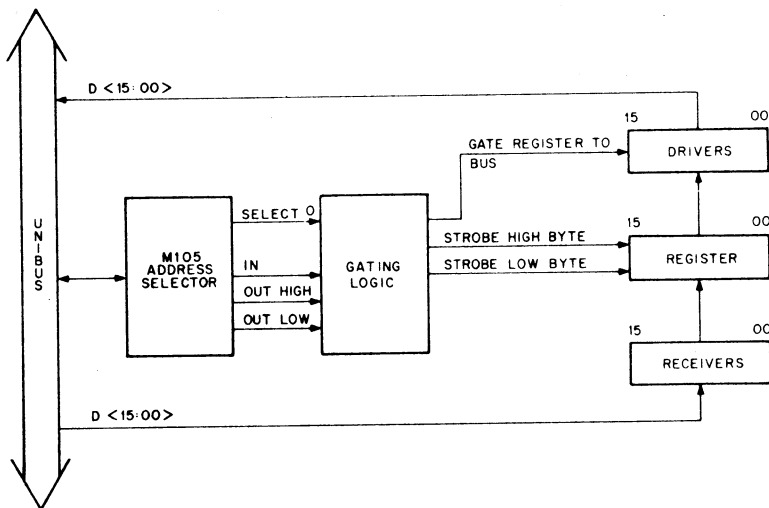 D <15:00>
15 00
DRIVERS
GATE REGISTER TO
BUS
UNIBUS
M105
ADDRESS
SELECTOR
SELECT 0
IN
OUT HIGH
OUT LOW
GATING
LOGIC
STROBE HIGH BYTE
STROBE LOW BYTE
15 00
REGISTER
15 00
RECEIVERS
D <15:00>